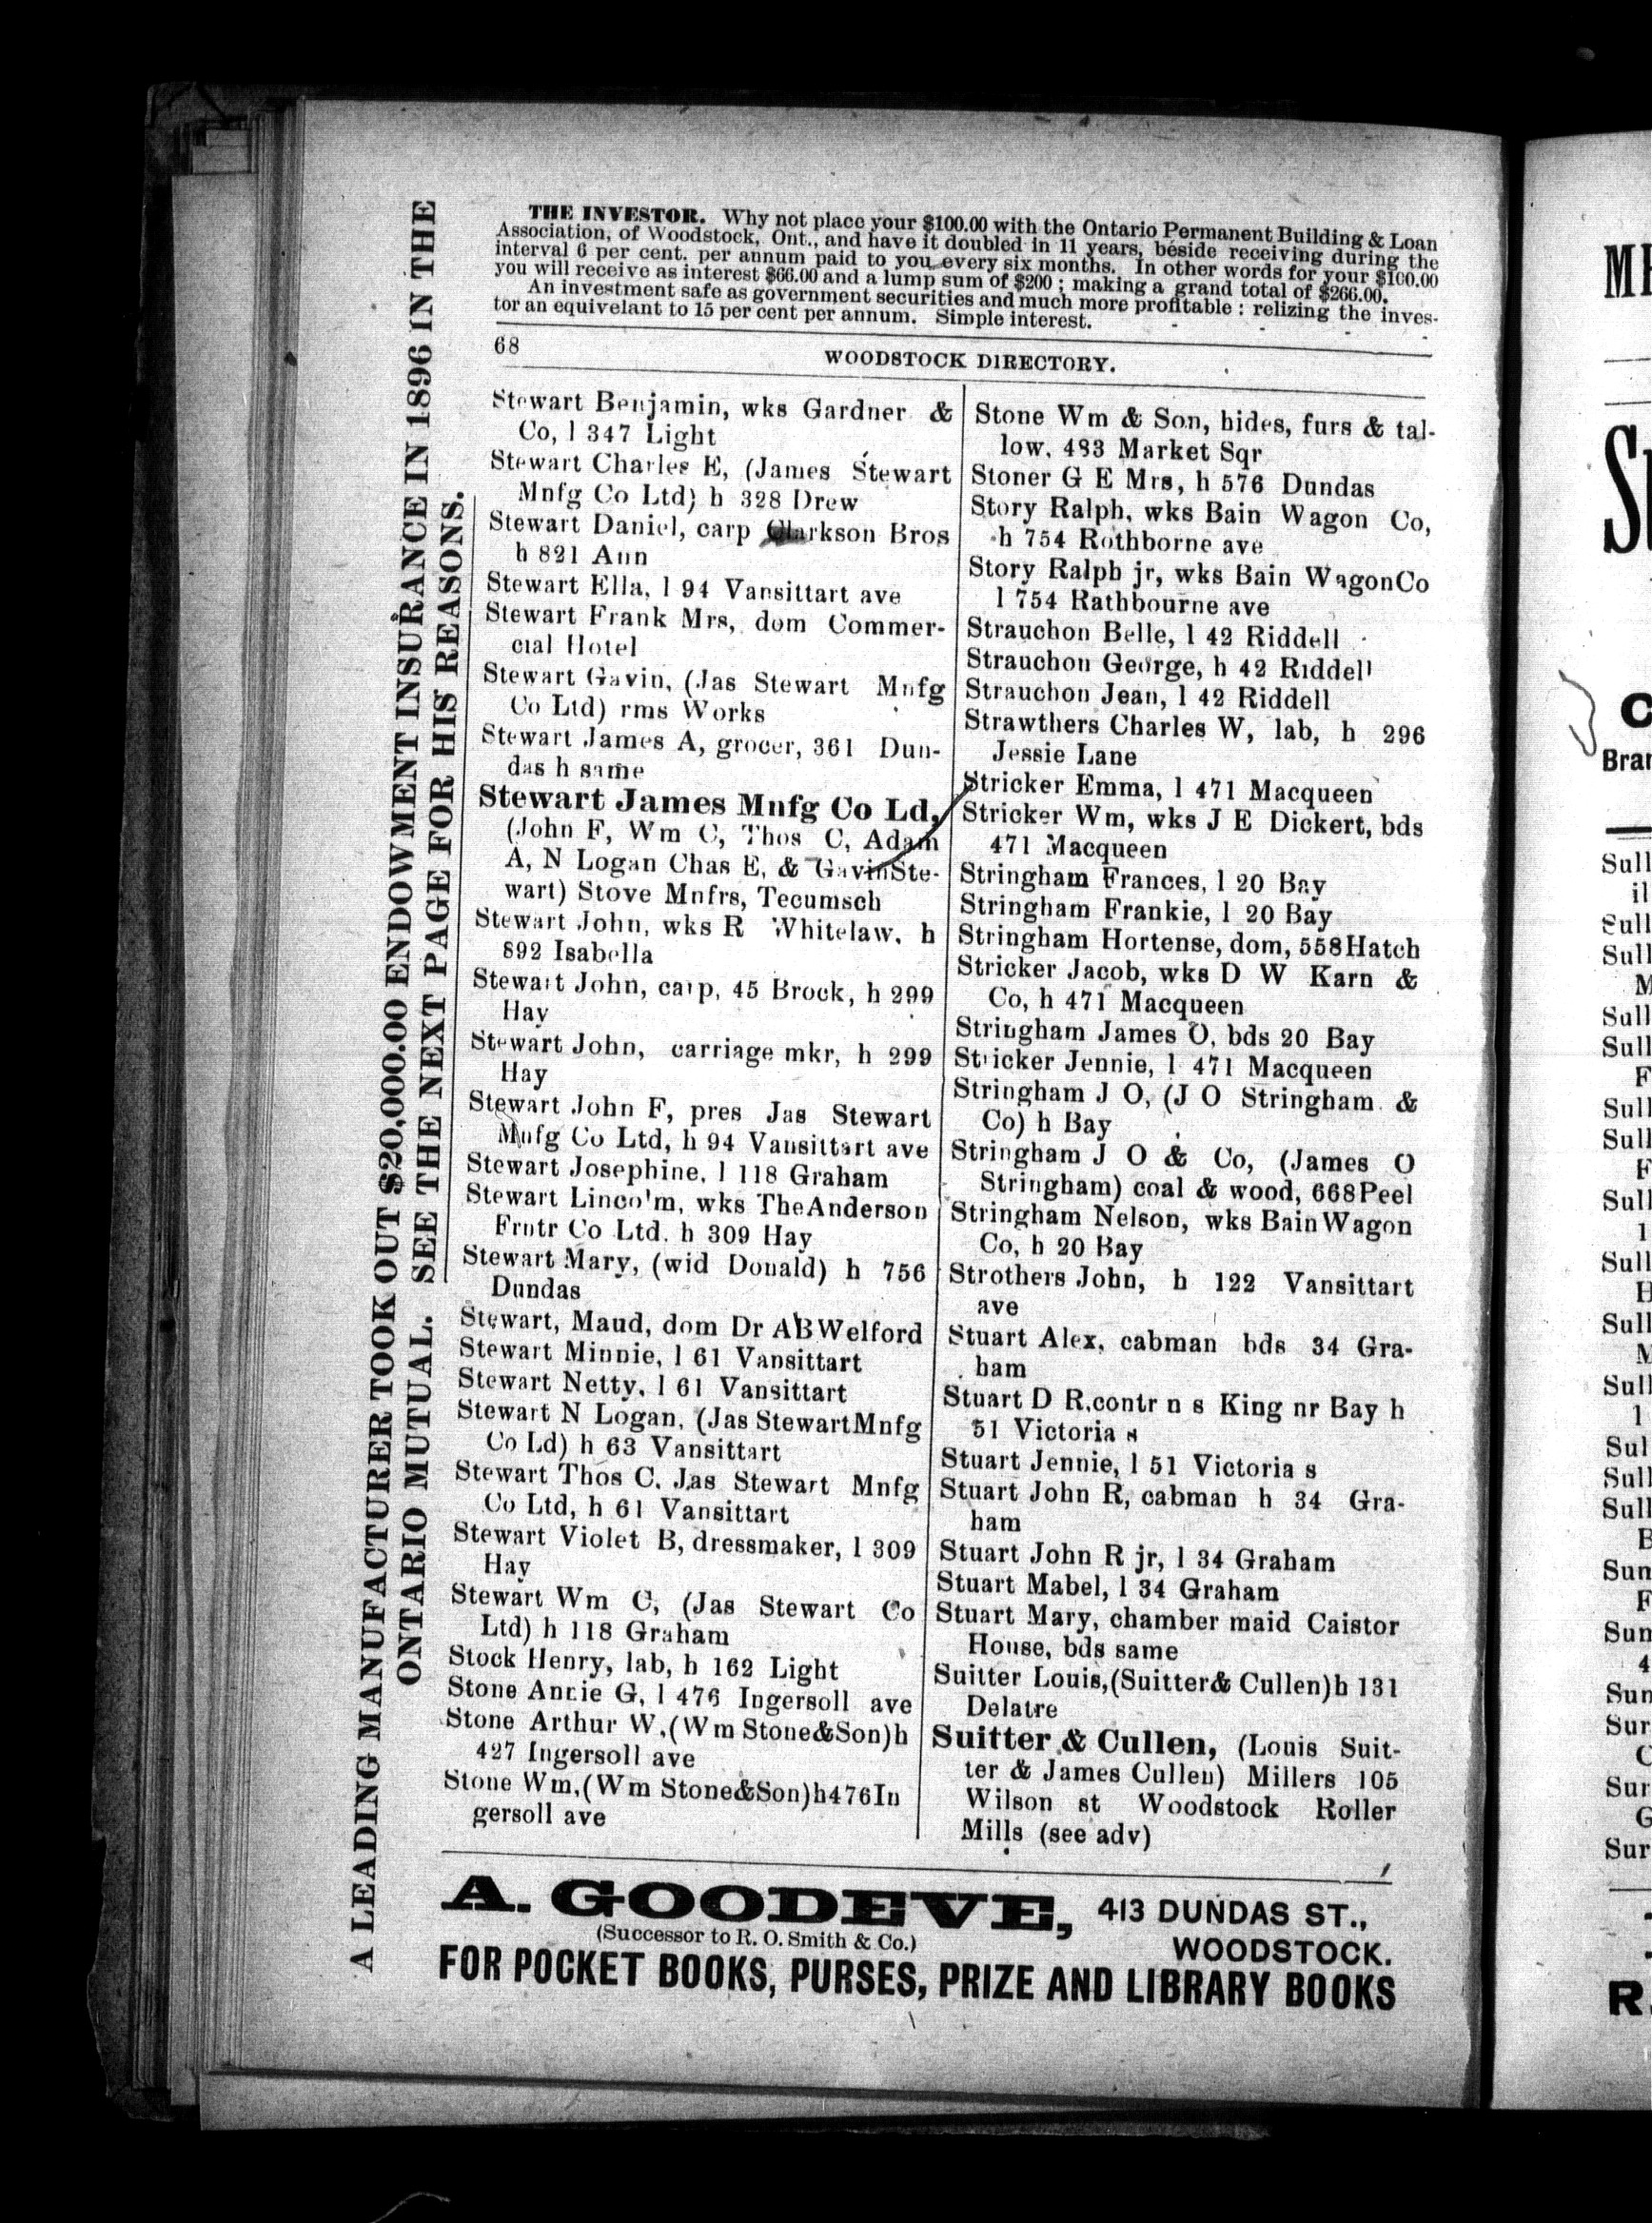 THE INVESTOR. Why not place your $100.00 with the Ontario Permanent Building & Loan
Association, of Woodstock, Ont., and have it doubled in 11 years, beside receiving during the
interval 6 per cent. per annum paid to you every six months. In other words for your $100.00
you will receive as interest $66.00 and a lump sum of $200 ; making a grand total of $266.00.
An investment safe as government securities and much more profitable : relizing the inves-
tor an equivelant to 15 per cent per annum. Simple interest.
68
WOODSTOCK DIRECTORY.
Stewart Benjamin, wks Gardner &
Co, l 347 Light
Stewart Charles E, (James Stewart
Mnfg Co Ltd) h 328 Drew
Stewart Daniel, carp Clarkson Bros
h 821 Ann
Stewart Ella, l 94 Vansittart ave
Stewart Frank Mrs, dom Commer-
cial Hotel
Stewart Gavin, (Jas Stewart Mnfg
Co Ltd) rms Works
Stewart James A, grocer, 361 Dun-
das h same
Stewart James Mnfg Co Ld,
(John F, Wm C, Thos C, Adam
A, N Logan Chas E, & GavinSte-
wart) Stove Mnfrs, Tecumsch
Stewart John, wks R Whitelaw, h
892 Isabella
Stewart John, carp, 45 Brock, h 299
Hay
Stewart John, carriage mkr, h 299
Hay
Stewart John F, pres Jas Stewart
Mnfg Co Ltd, h 94 Vansittart ave
Stewart Josephine, l 118 Graham
Stewart Lincolm, wks TheAnderson
Frntr Co Ltd. h 309 Hay
Stewart Mary, (wid Donald) h 756
Dundas
Stewart, Maud, dom Dr AB Welford
Stewart Minnie, l 61 Vansittart
Stewart Netty, l 61 Vansittart
Stewart N Logan, (Jas StewartMnfg
Co Ld) h 63 Vansittart
Stewart Thos C. Jas Stewart Mnfg
Co Ltd, h 61 Vansittart
Stewart Violet B, dressmaker, l 309
Hay
Stewart Wm C, (Jas Stewart Co
Ltd) h 118 Graham
Stock Henry, lab, h 162 Light
Stone Annie G, l 476 Ingersoll ave
Stone Arthur W,(Wm Stone&Son)h
427 Ingersoll ave
Stone Wm,(Wm Stone&Son)h476In
gersoll ave
Stone Wm & Son, hides, furs & tal-
low, 483 Market Sqr
Stoner G E Mrs, h 576 Dundas
Story Ralph, wks Bain Wagon Co,
h 754 Rothborne ave
Story Ralph jr, wks Bain WagonCo
l 754 Rathbourne ave
Strauchon Belle, l 42 Riddell
Strauchon George, h 42 Riddell
Strauchon Jean, l 42 Riddell
Strawthers Charles W, lab, h 296
Jessie Lane
Stricker Emma, l 471 Macqueen
Stricker Wm, wks J E Dickert, bds
471 Macqueen
Stringham Frances, l 20 Bay
Stringham Frankie, l 20 Bay
Stringham Hortense, dom, 558Hatch
Stricker Jacob, wks D W Karn &
Co, h 471 Macqueen
Stringham James O, bds 20 Bay
Stricker Jennie, l 471 Macqueen
Stringham J O, (J O Stringham &
Co) h Bay
Stringham J O & Co, (James O
Stringham) coal & wood, 668Peel
Stringham Nelson, wks Bain Wagon
Co, h 20 Bay
Strothers John, h 122 Vansittart
ave
Stuart Alex, cabman bds 34 Gra-
ham
Stuart D R,contr n s King nr Bay h
51 Victoria s
Stuart Jennie, l 51 Victoria s
Stuart John R, cabman h 34 Gra-
ham
Stuart John R jr, l 34 Graham
Stuart Mabel, l 34 Graham
Stuart Mary, chamber maid Caistor
House, bds same
Suitter Louis,(Suitter& Cullen)h 131
Delatre
Suitter & Cullen, (Louis Suit-
ter & James Cullen) Millers 105
Wilson st Woodstock Roller
Mills (see adv)
A. GOODEVE, 413 DUNDAS ST.,
(Successor to R. O. Smith & Co.)
WOODSTOCK.
FOR POCKET BOOKS, PURSES, PRIZE AND LIBRARY BOOKS
A LEADING MANUFACTURER TOOK OUT $20,000.00 ENDOWMENT INSURANCE IN 1896 IN THE
ONTARIO MUTUAL. SEE THE NEXT PAGE FOR HIS REASONS.